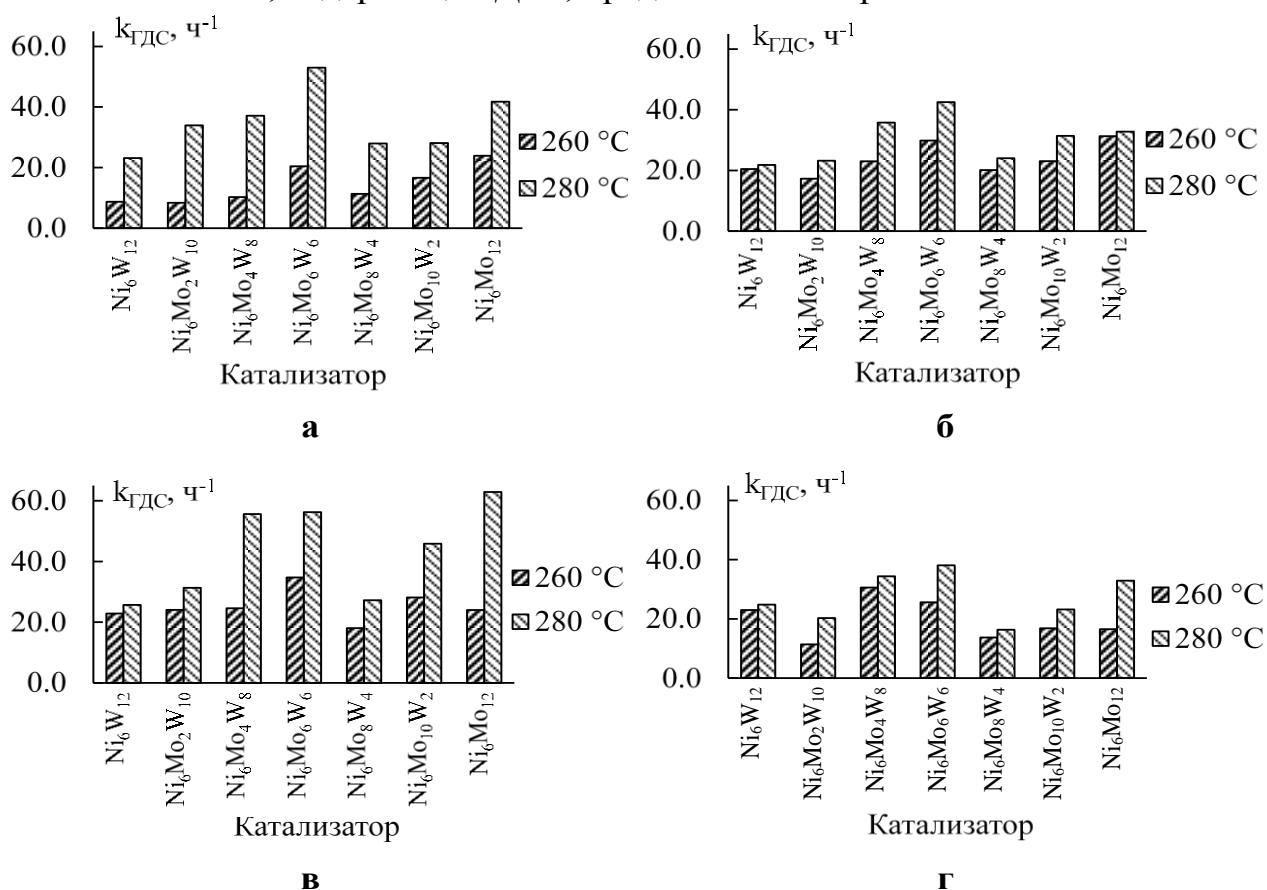 k_ГДС, ч⁻¹
60.0
40.0
20.0
0.0
260 °C
280 °C
Ni₆W₁₂
Ni₆Mo₂W₁₀
Ni₆Mo₄W₈
Ni₆Mo₆W₆
Ni₆Mo₈W₄
Ni₆Mo₁₀W₂
Ni₆Mo₁₂
Катализатор
а
k_ГДС, ч⁻¹
60.0
40.0
20.0
0.0
260 °C
280 °C
Ni₆W₁₂
Ni₆Mo₂W₁₀
Ni₆Mo₄W₈
Ni₆Mo₆W₆
Ni₆Mo₈W₄
Ni₆Mo₁₀W₂
Ni₆Mo₁₂
Катализатор
б
k_ГДС, ч⁻¹
60.0
40.0
20.0
0.0
260 °C
280 °C
Ni₆W₁₂
Ni₆Mo₂W₁₀
Ni₆Mo₄W₈
Ni₆Mo₆W₆
Ni₆Mo₈W₄
Ni₆Mo₁₀W₂
Ni₆Mo₁₂
Катализатор
в
k_ГДС, ч⁻¹
60.0
40.0
20.0
0.0
260 °C
280 °C
Ni₆W₁₂
Ni₆Mo₂W₁₀
Ni₆Mo₄W₈
Ni₆Mo₆W₆
Ni₆Mo₈W₄
Ni₆Mo₁₀W₂
Ni₆Mo₁₂
Катализатор
г